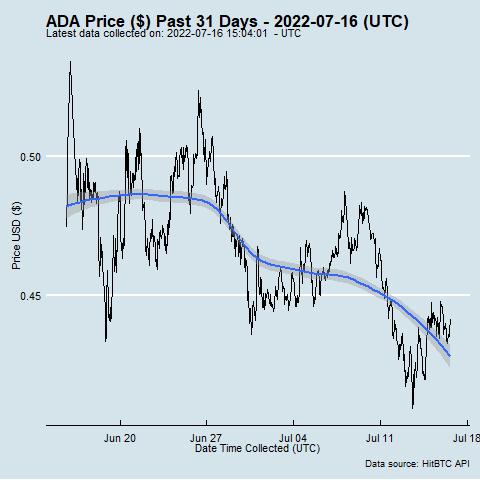 ADA Price ($) Past 31 Days - 2022-07-16 (UTC)
Latest data collected on: 2022-07-16 15:04:01 - UTC
0.50
0.45
Price USD ($)
Jun 20 Jun 27 Jul 04 Jul 11 Jul 18
Date Time Collected (UTC)
Data source: HitBTC API